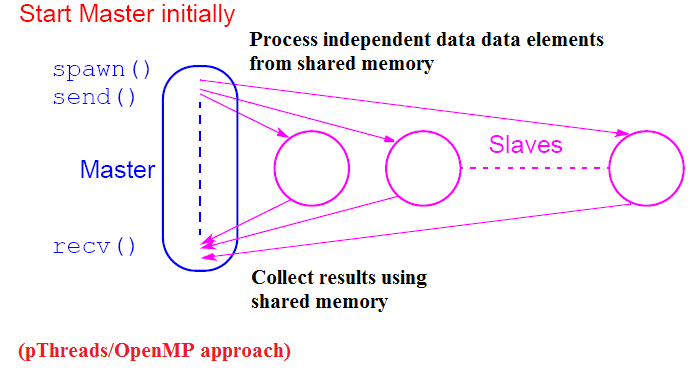 Start Master initially
Process independent data data elements
from shared memory
spawn()
send()
Slaves
Master
recv()
Collect results using
shared memory
(pThreads/OpenMP approach)